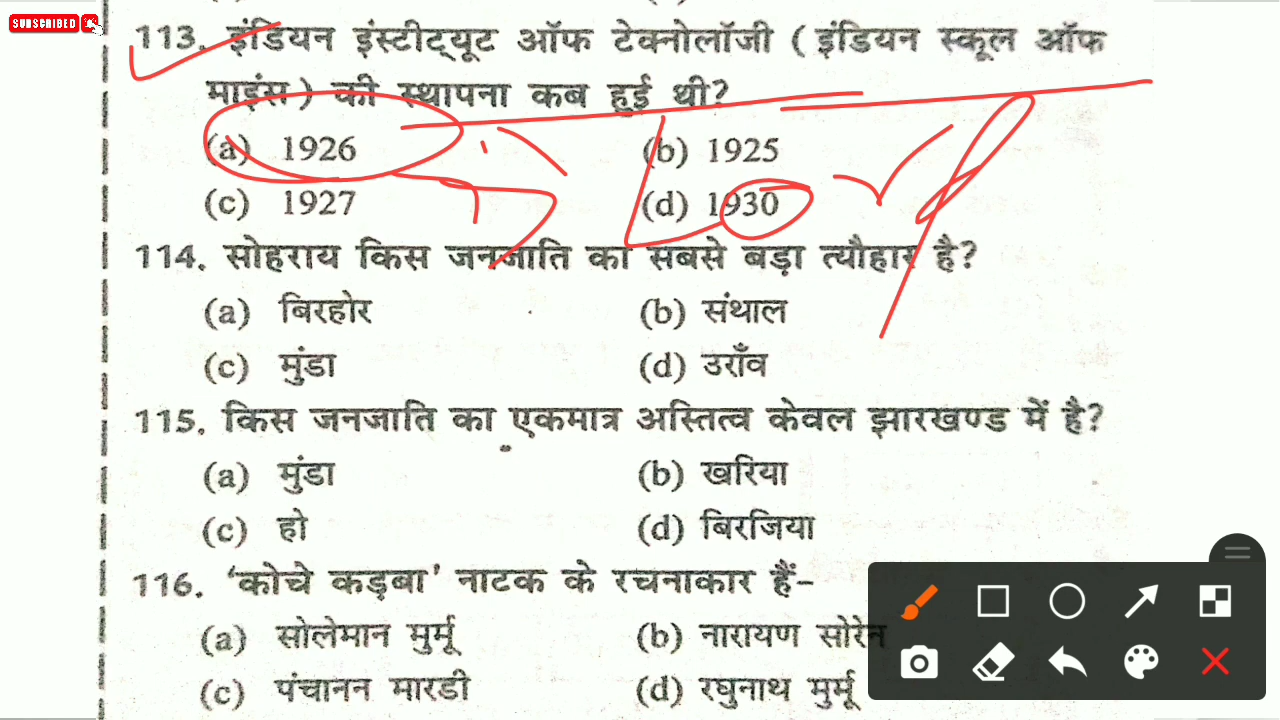 SUBSCRIBED
113. इंडियन इंस्टीट्यूट ऑफ टेक्नोलॉजी (इंडियन स्कूल ऑफ
माइंस) की स्थापना कब हुई थी?
(a) 1926 (b) 1925
(c) 1927 (d) 1930
114. सोहराय किस जनजाति का सबसे बड़ा त्यौहार है?
(a) बिरहोर (b) संथाल
(c) मुंडा (d) उराँव
115. किस जनजाति का एकमात्र अस्तित्व केवल झारखण्ड में है?
(a) मुंडा (b) खरिया
(c) हो (d) बिरजिया
116. 'कोचे कड़बा' नाटक के रचनाकार हैं-
(a) सोलेमान मुर्मू (b) नारायण सोरेन
(c) पंचानन मारडी (d) रघुनाथ मुर्मू